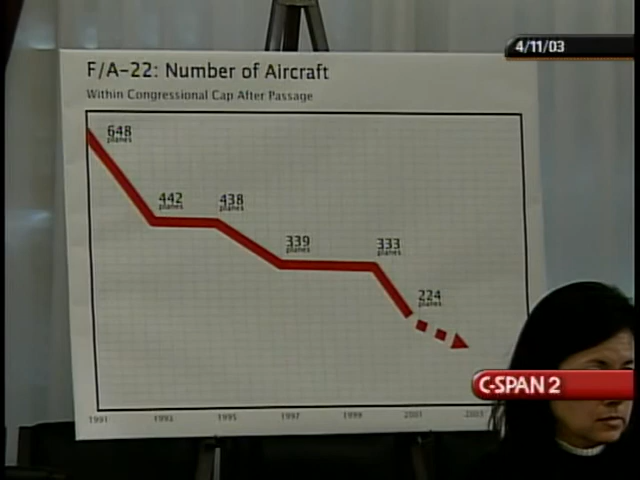 4/11/03
F/A-22: Number of Aircraft
Within Congressional Cap After Passage
648
planes
442
planes
438
planes
339
planes
333
planes
224
planes
1991 1993 1995 1997 1999 2001 2003
C-SPAN 2